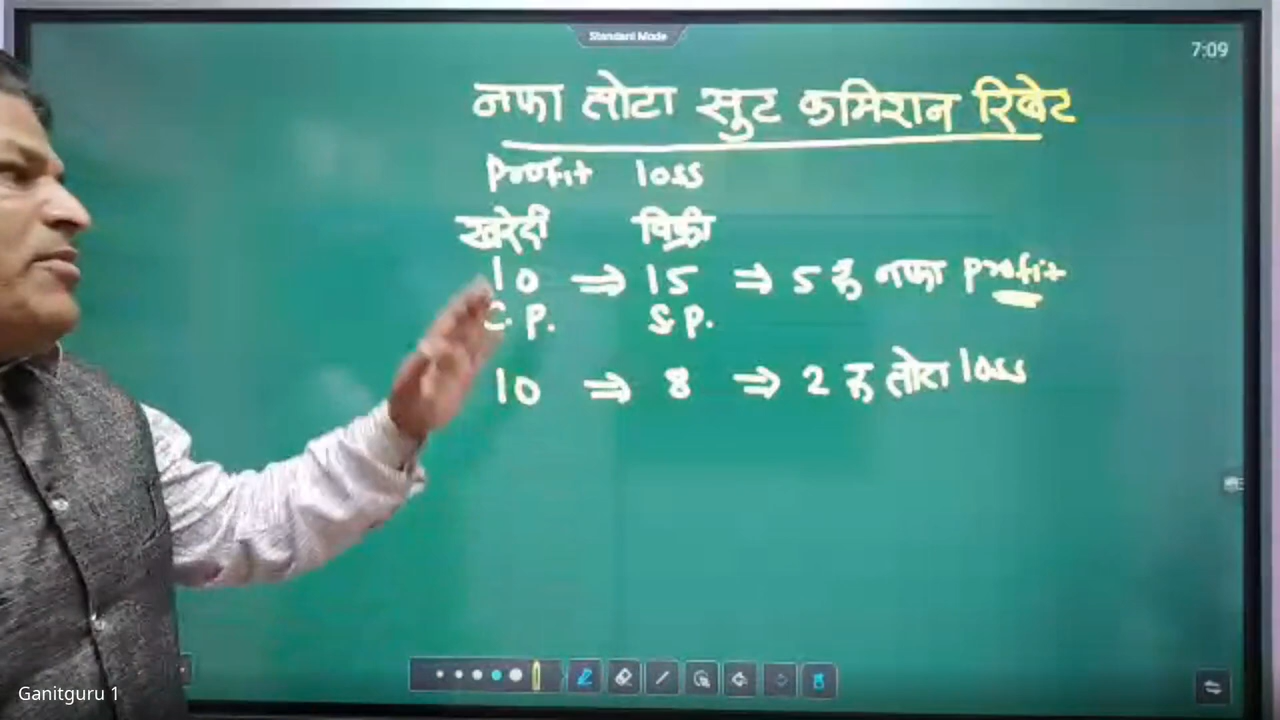 Standard Mode
7:09
नफा तोटा सुट कमिशन रिबेट
Profit loss
खरेदी विक्री
10 ⇒ 15 ⇒ 5 रु नफा Profit
C. P. S. P.
10 ⇒ 8 ⇒ 2 रु तोटा loss
Ganitguru 1